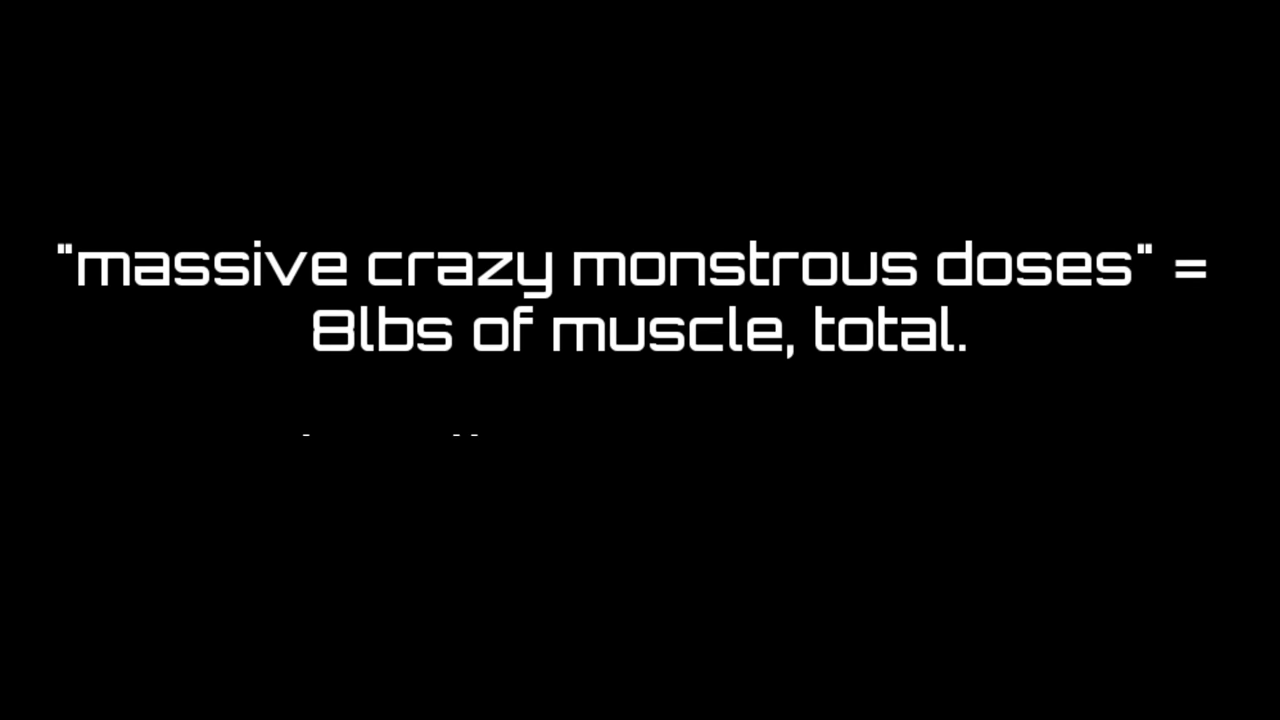 "massive crazy monstrous doses" =
8lbs of muscle, total.